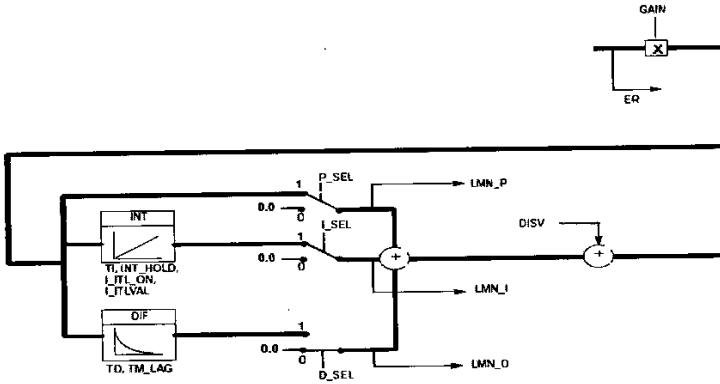 GAIN
X
ER
P_SEL
1
LMN_P
0.0
0
INT
I_SEL
1
DISV
0.0
0
+
+
TI, INT_HOLD,
I_ITL_ON,
I_ITLVAL
LMN_I
DIF
1
0.0
0
LMN_D
TD, TM_LAG
D_SEL